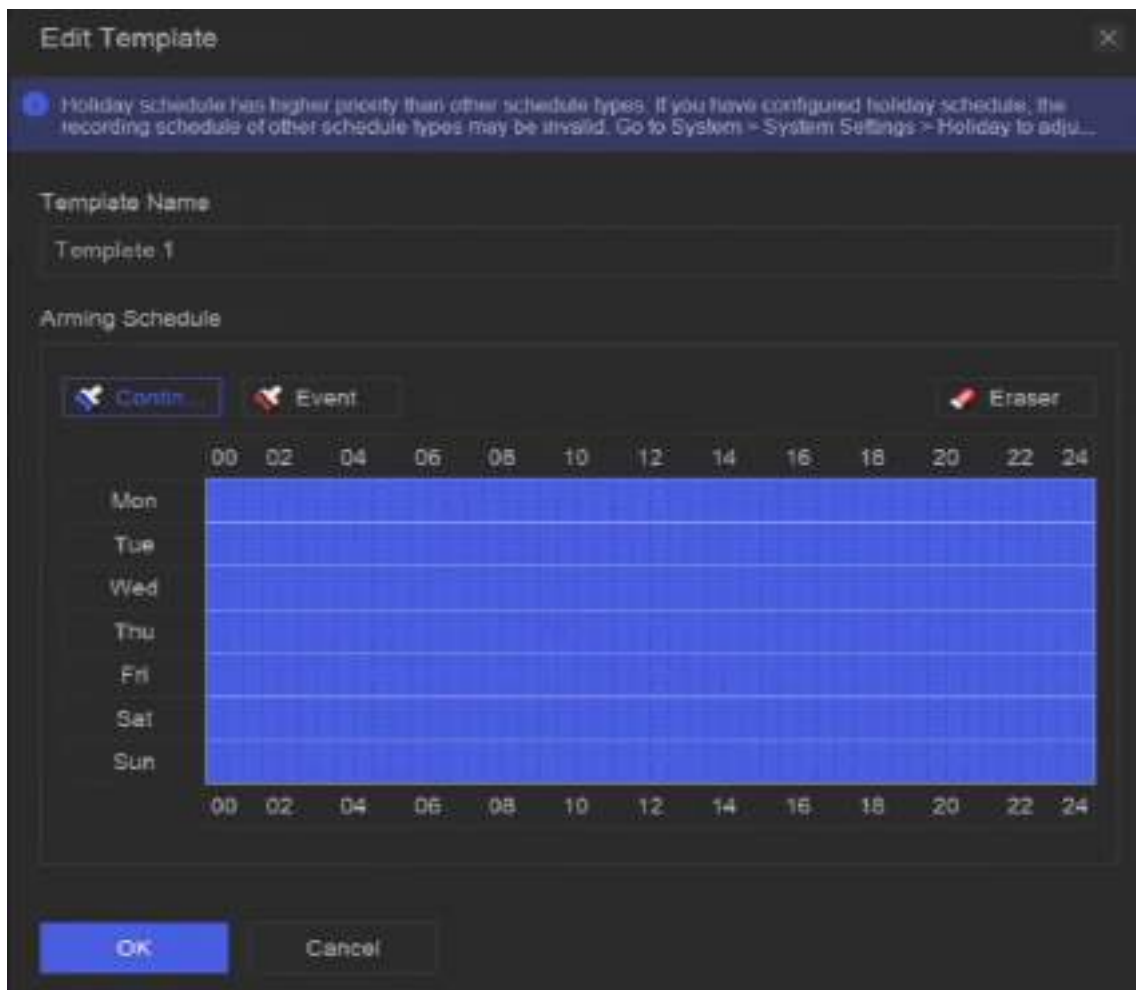 Edit Template
Holiday schedule has higher priority than other schedule types. If you have configured holiday schedule, the
recording schedule of other schedule types may be invalid. Go to System > System Settings > Holiday to adju...
Template Name
Templete 1
Arming Schedule
Contin... Event Eraser
00 02 04 06 08 10 12 14 16 18 20 22 24
Mon
Tue
Wed
Thu
Fri
Sat
Sun
00 02 04 06 08 10 12 14 16 18 20 22 24
OK Cancel